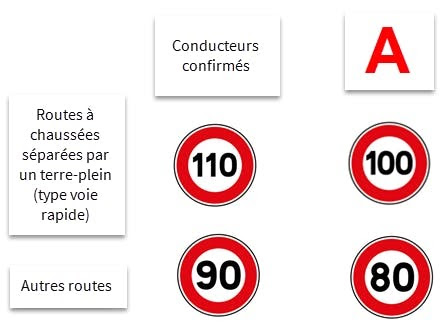 Conducteurs
confirmés
A
Routes à
chaussées
séparées par
un terre-plein
(type voie
rapide)
110
100
Autres routes
90
80